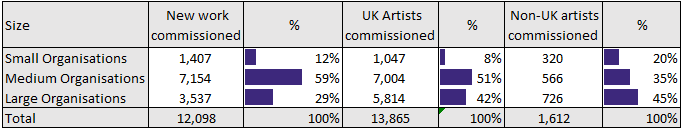 Size New work commissioned % UK Artists commissioned % Non-UK artists commissioned %
Small Organisations 1,407 12% 1,047 8% 320 20%
Medium Organisations 7,154 59% 7,004 51% 566 35%
Large Organisations 3,537 29% 5,814 42% 726 45%
Total 12,098 100% 13,865 100% 1,612 100%